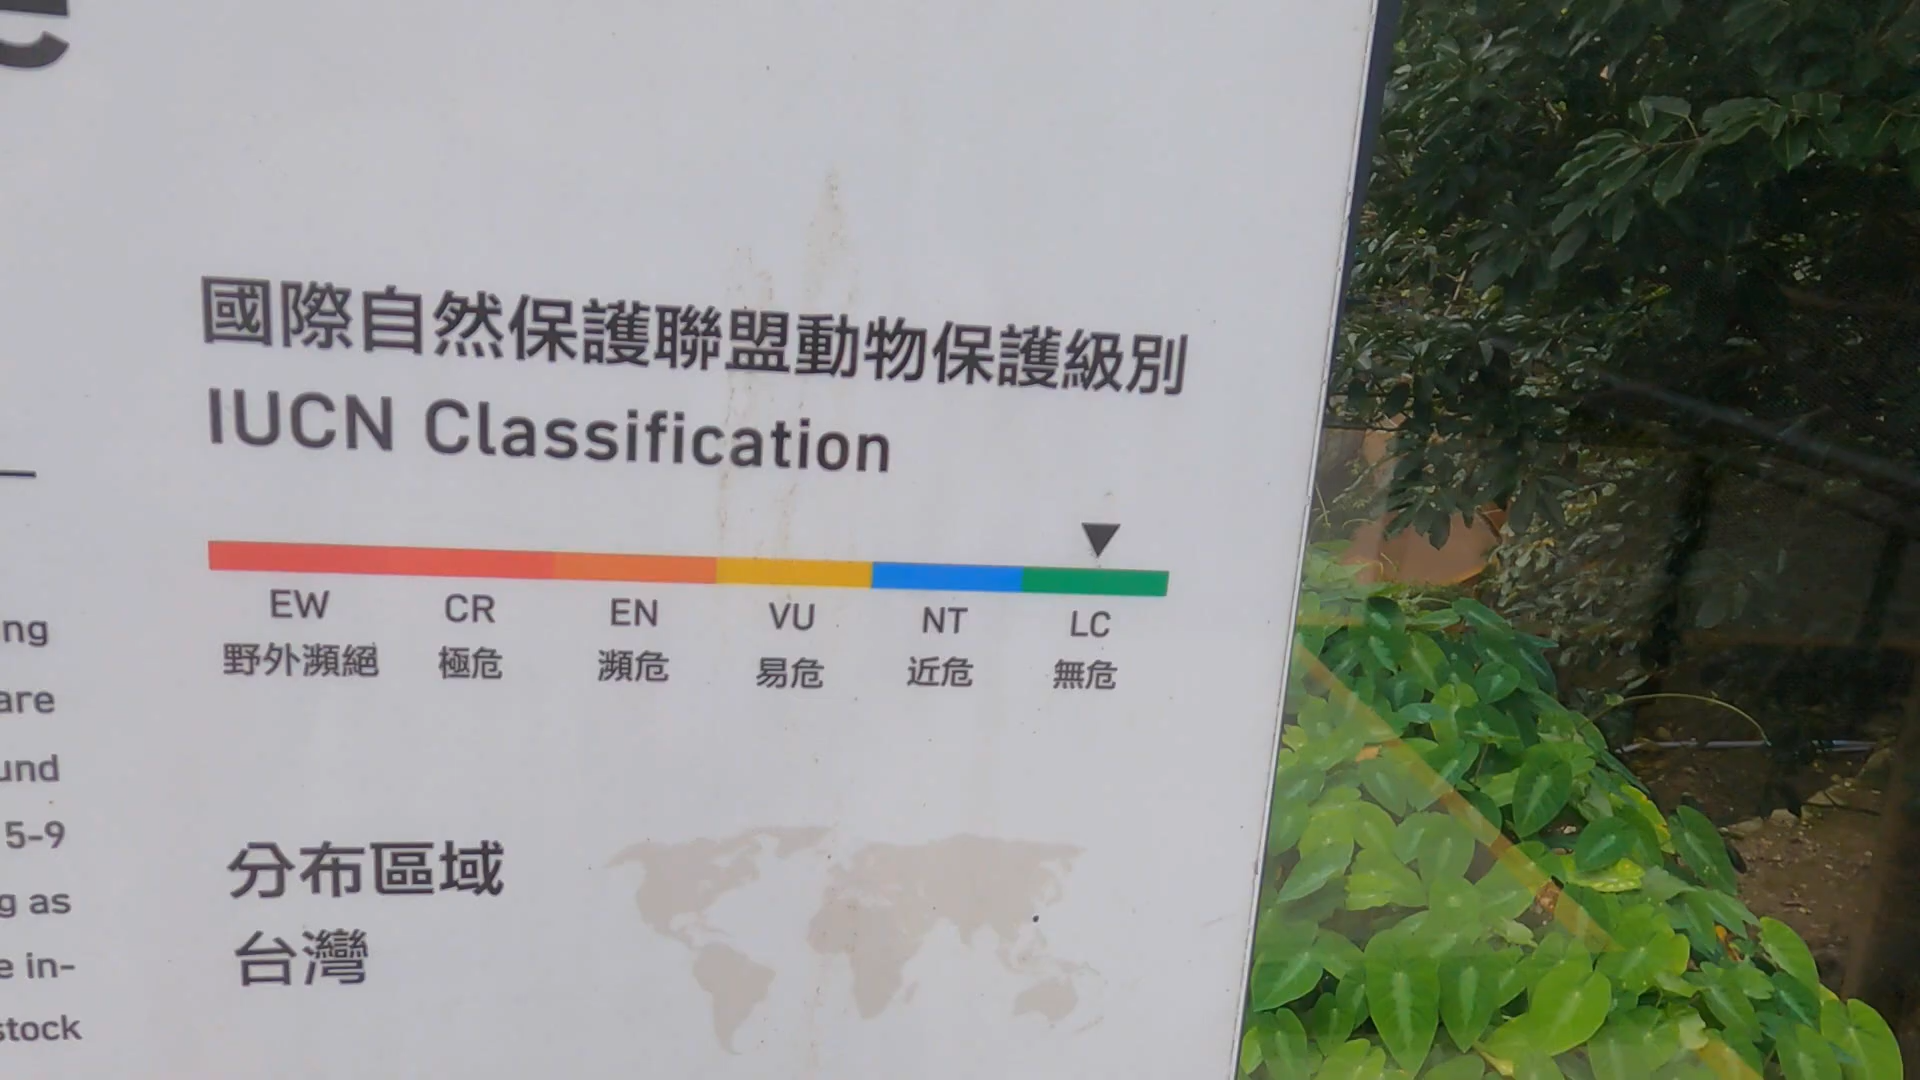 國際自然保護聯盟動物保護級別
IUCN Classification
EW CR EN VU NT LC
野外瀕絕 極危 瀕危 易危 近危 無危
分布區域
台灣
ng
are
und
5-9
g as
e in-
stock